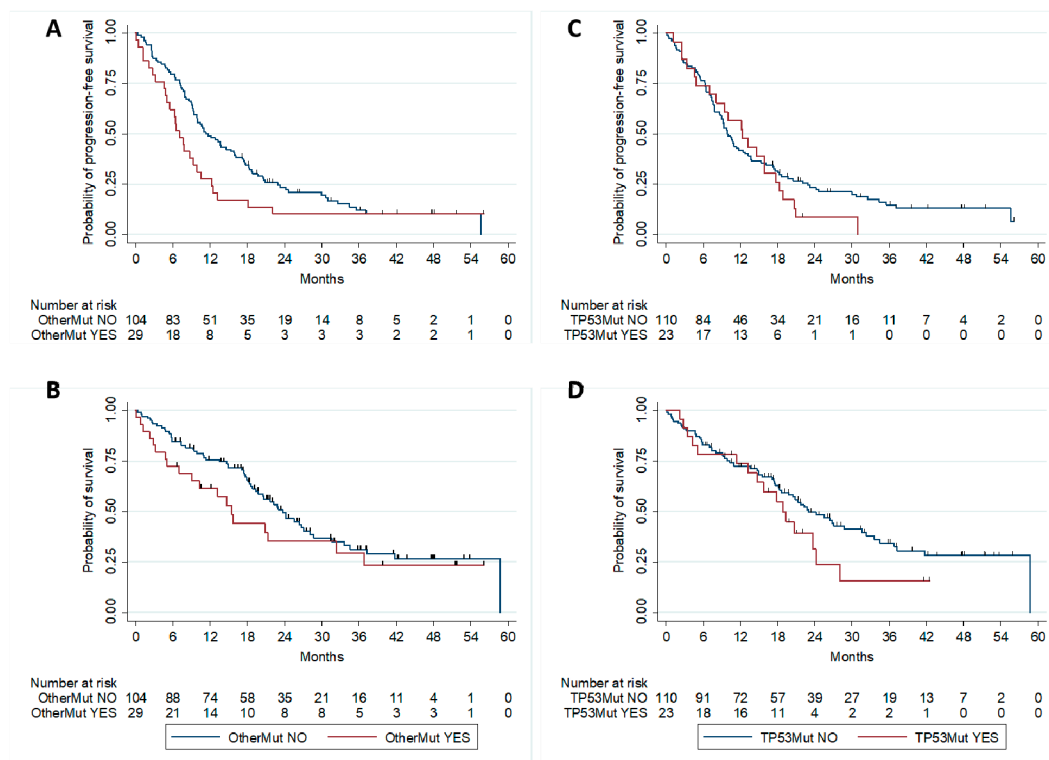 A
Probability of progression-free survival
1.00
0.75
0.50
0.25
0.00
0 6 12 18 24 30 36 42 48 54 60
Months
Number at risk
OtherMut NO 104 83 51 35 19 14 8 5 2 1 0
OtherMut YES 29 18 8 5 3 3 3 2 2 1 0
C
Probability of progression-free survival
1.00
0.75
0.50
0.25
0.00
0 6 12 18 24 30 36 42 48 54 60
Months
Number at risk
TP53Mut NO 110 84 46 34 21 16 11 7 4 2 0
TP53Mut YES 23 17 13 6 1 1 0 0 0 0 0
B
Probability of survival
1.00
0.75
0.50
0.25
0.00
0 6 12 18 24 30 36 42 48 54 60
Months
Number at risk
OtherMut NO 104 88 74 58 35 21 16 11 4 1 0
OtherMut YES 29 21 14 10 8 8 5 3 3 1 0
OtherMut NO OtherMut YES
D
Probability of survival
1.00
0.75
0.50
0.25
0.00
0 6 12 18 24 30 36 42 48 54 60
Months
Number at risk
TP53Mut NO 110 91 72 57 39 27 19 13 7 2 0
TP53Mut YES 23 18 16 11 4 2 2 1 0 0 0
TP53Mut NO TP53Mut YES